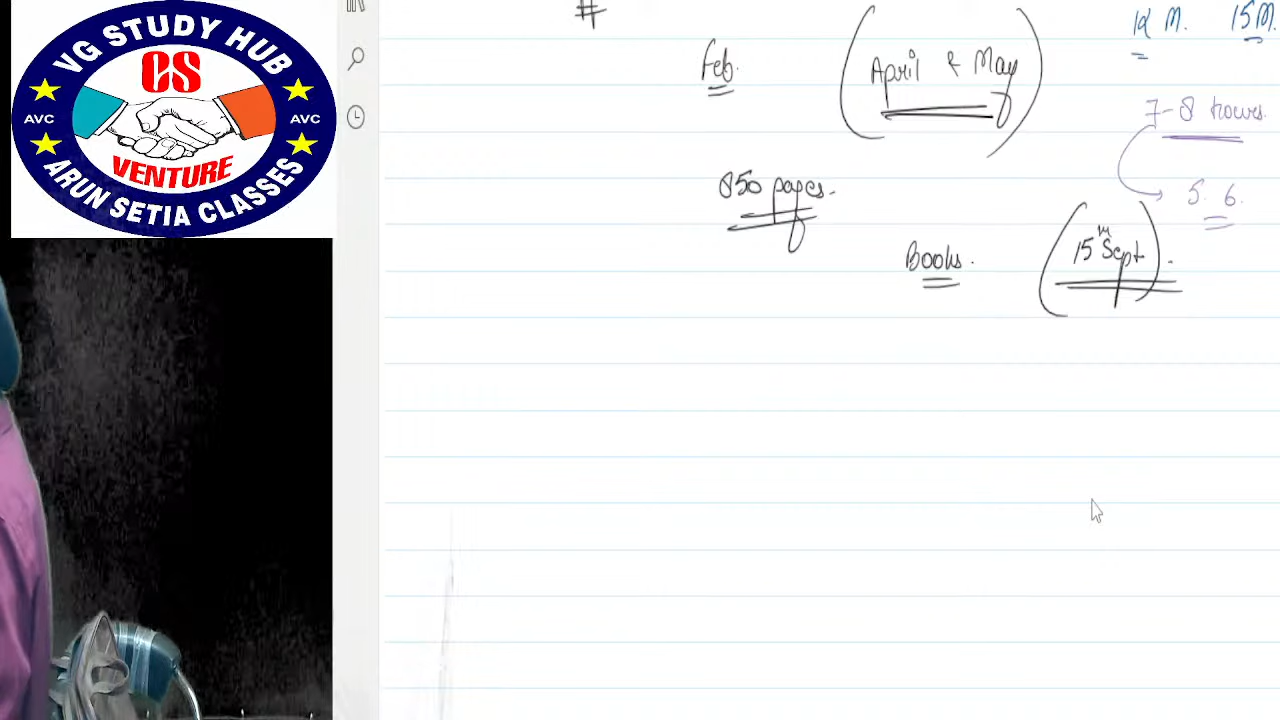 VG STUDY HUB
CS
AVC
AVC
VENTURE
ARUN SETIA CLASSES
#
Feb.
(April & May)
12 M. 15 M.
7-8 hours.
5. 6.
850 pages.
Books.
(15th Sept).